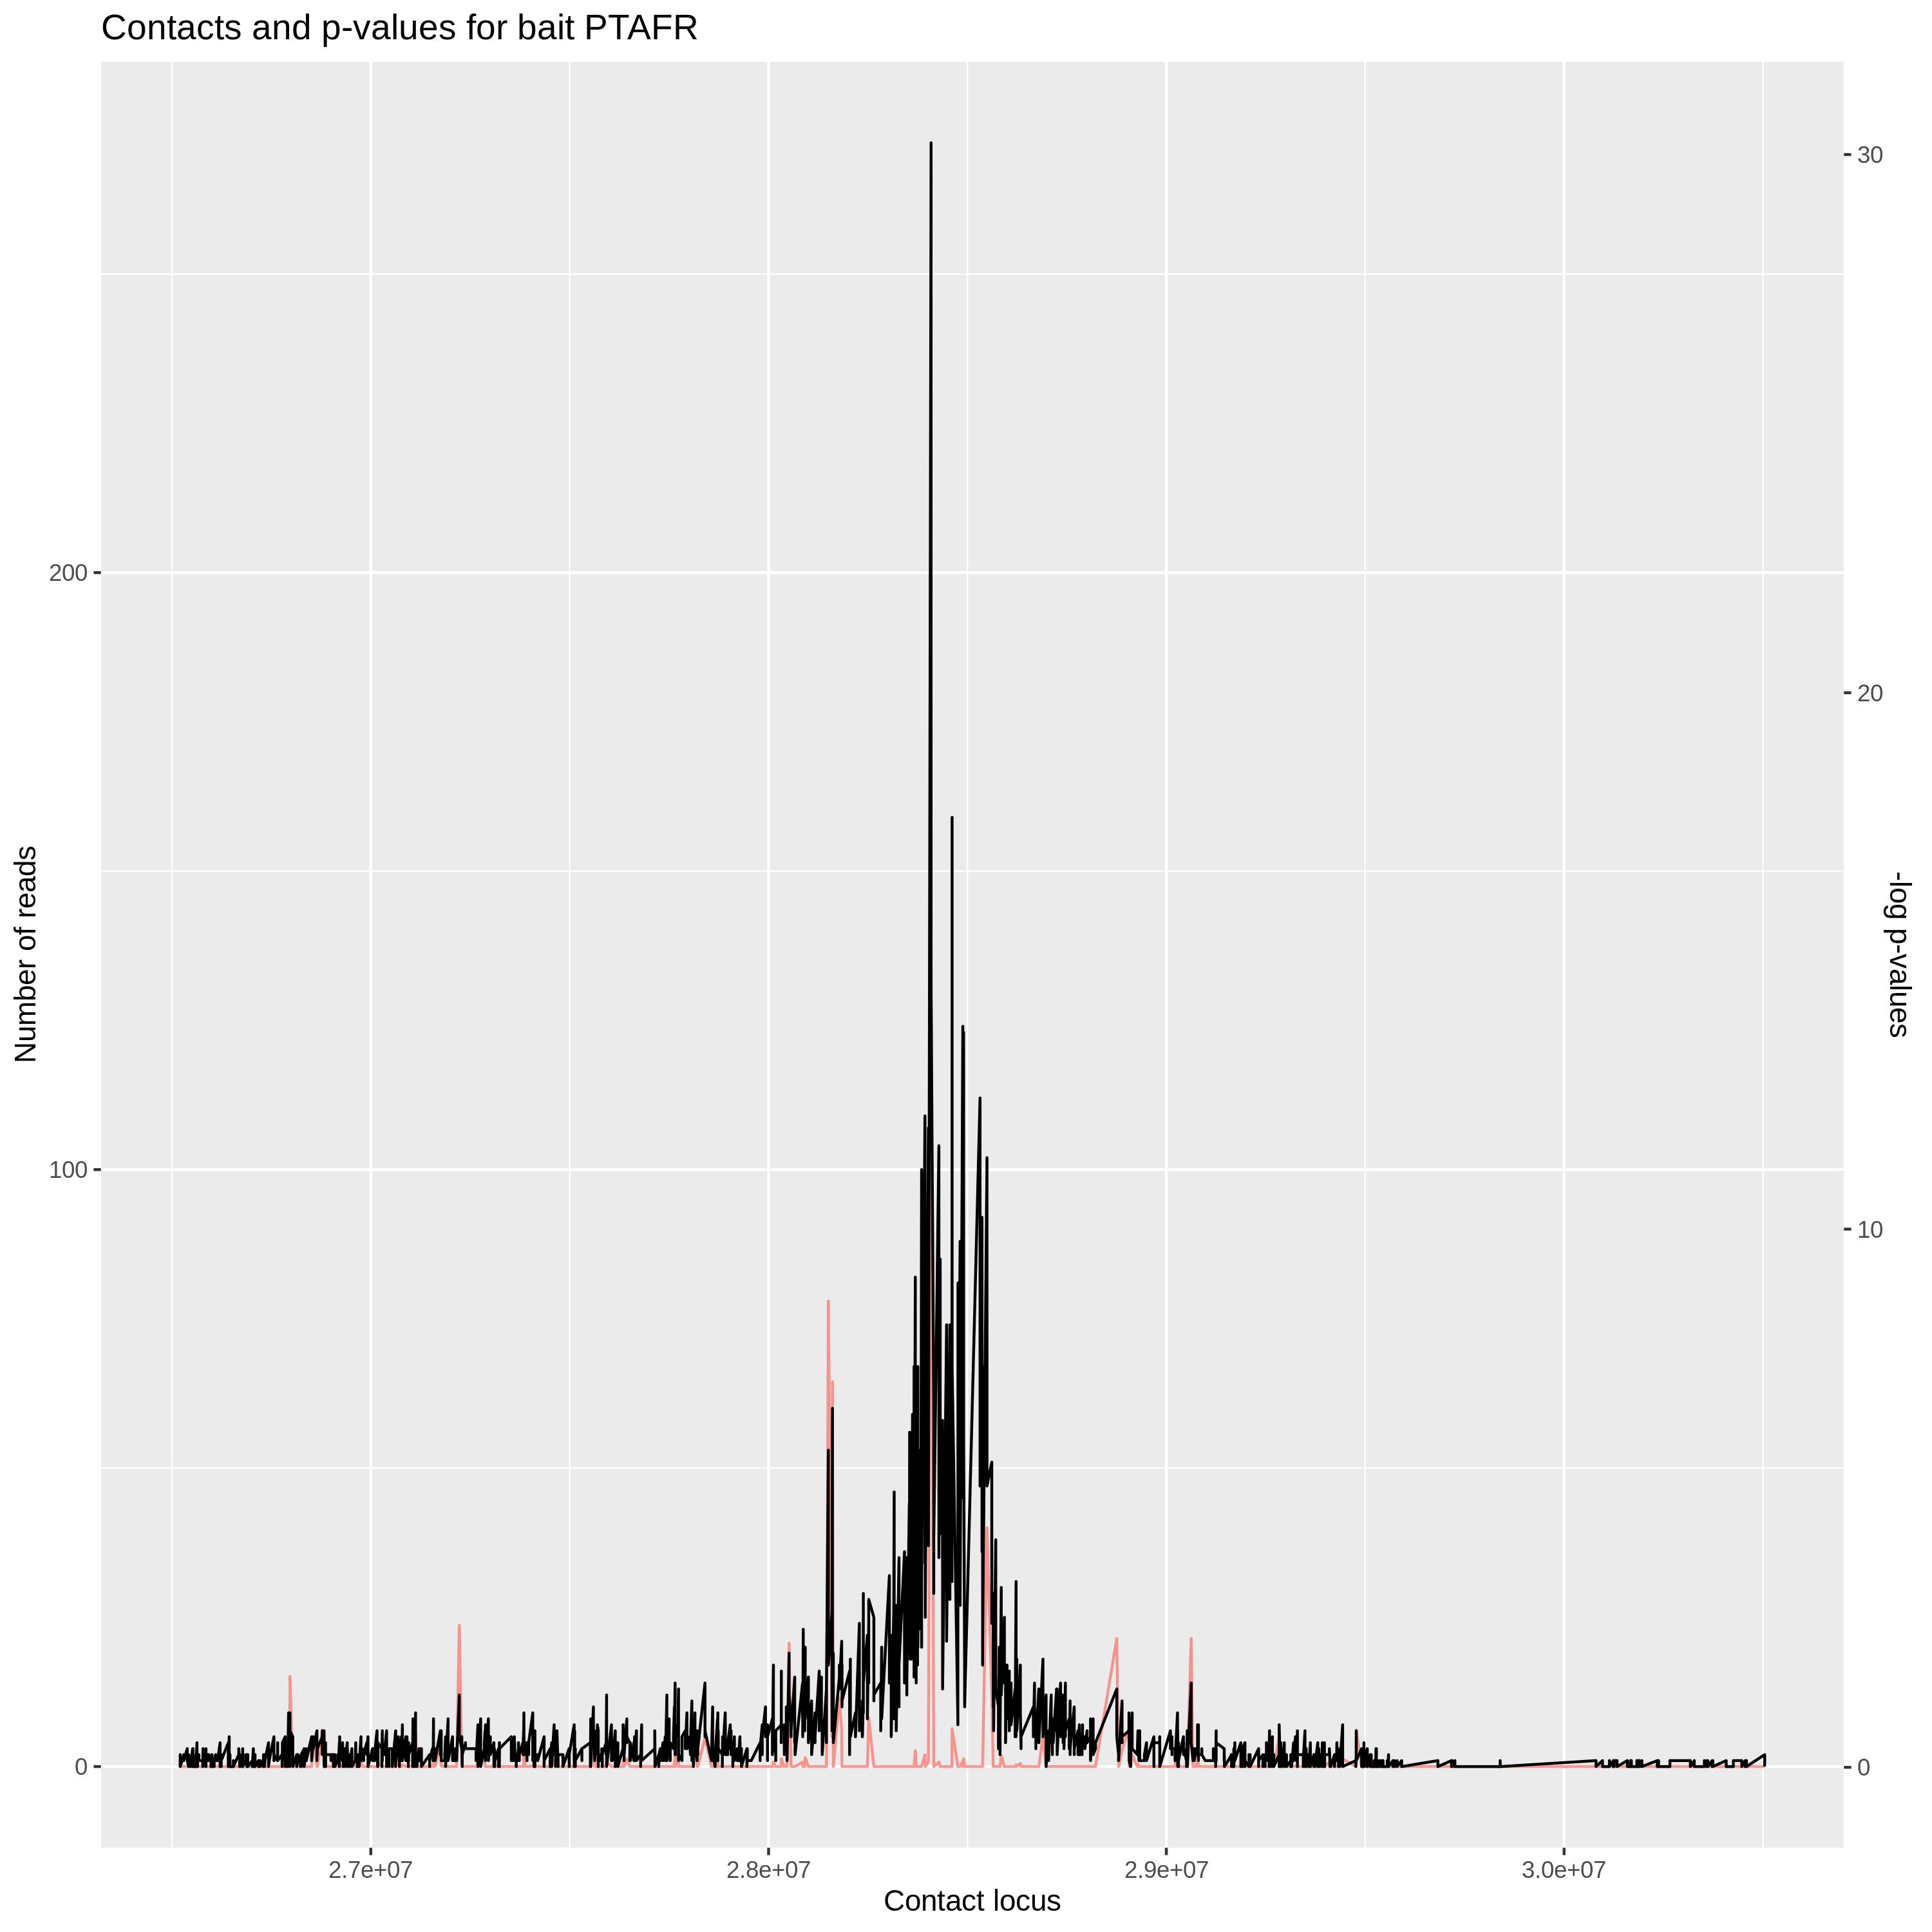 Contacts and p-values for bait PTAFR
Number of reads
200
100
0
30
20
10
0
-log p-values
2.7e+07
2.8e+07
2.9e+07
3.0e+07
Contact locus